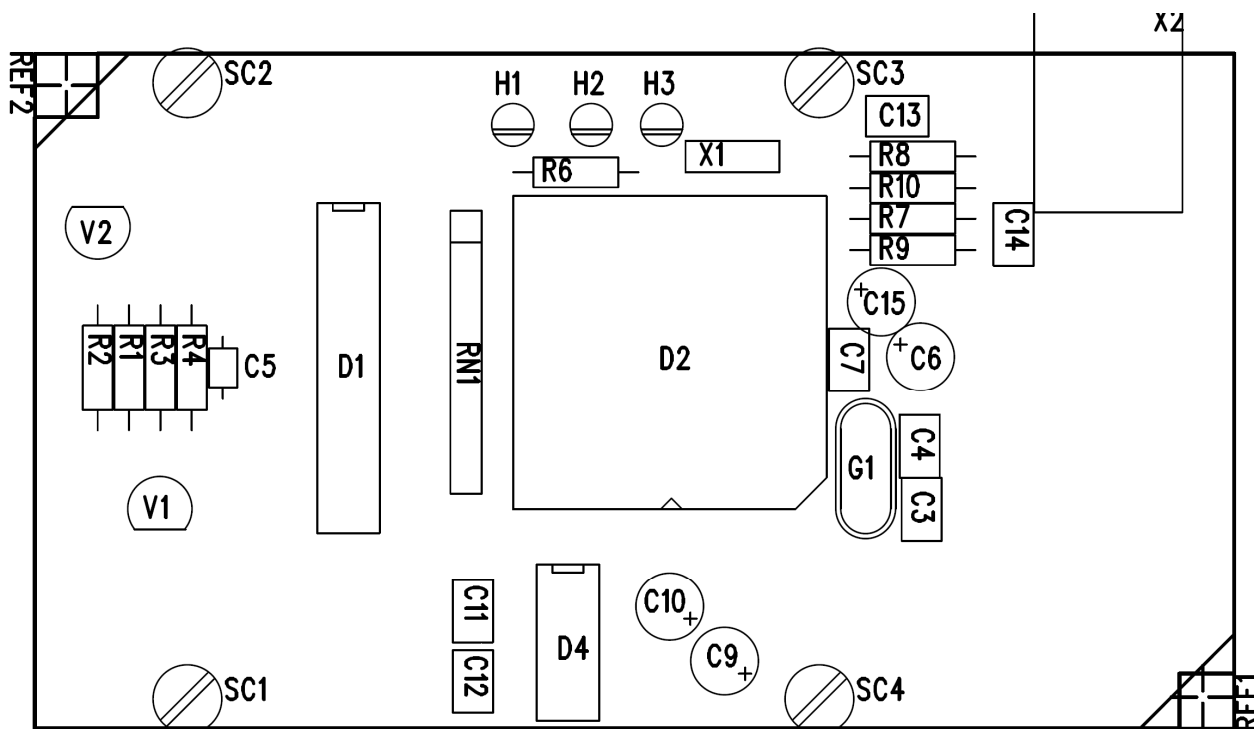 X2
REF2
SC2
SC3
H1
H2
H3
C13
X1
R8
R6
R10
R7
C14
R9
V2
C15
R2
R1
R3
R4
C5
D1
RN1
D2
C7
C6
C4
G1
V1
C3
C11
C10
D4
C9
C12
SC1
SC4
REF1